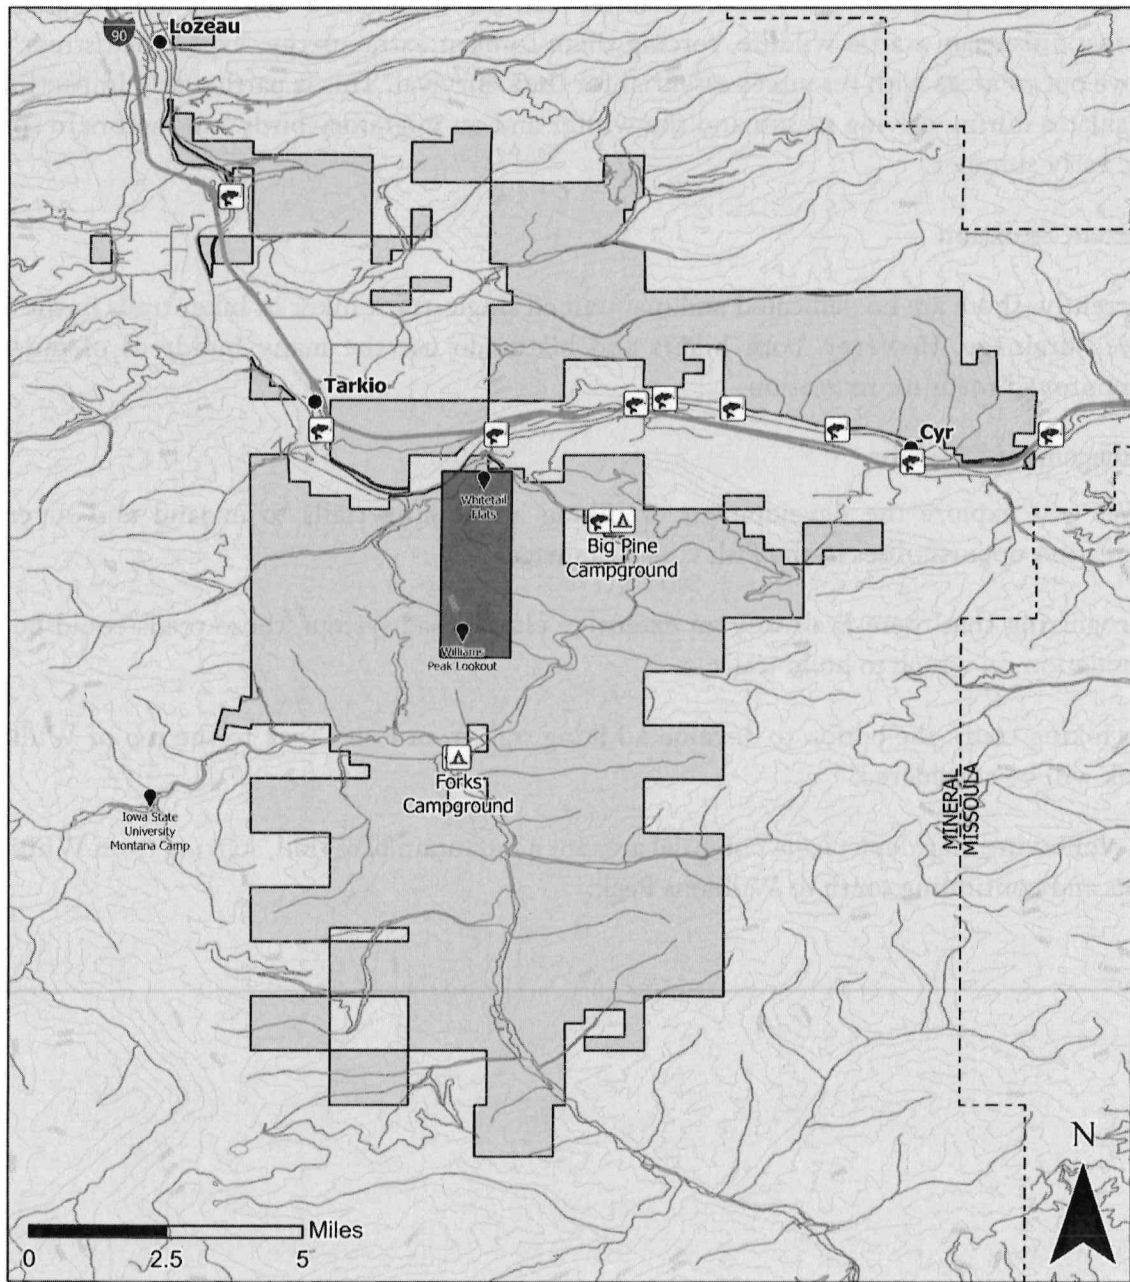 90
Lozeau
Tarkio
Cyr
Whitetail
Flats
Big Pine
Campground
Williams
Peak Lookout
Forks
Campground
Iowa State
University
Montana Camp
MINERAL
MISSOULA
N
Miles
0
2.5
5